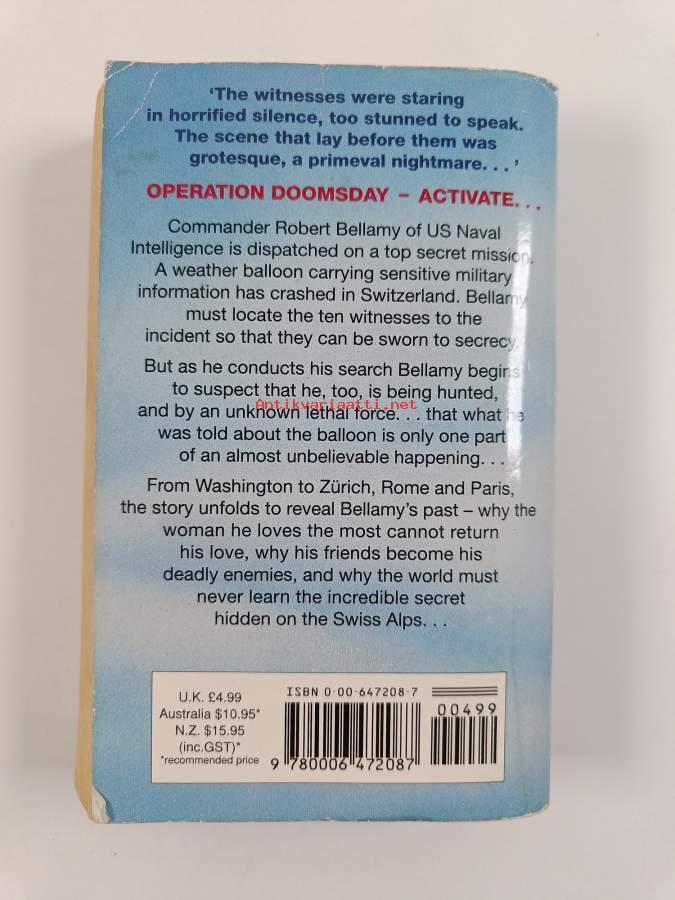 ‘The witnesses were staring
in horrified silence, too stunned to speak.
The scene that lay before them was
grotesque, a primeval nightmare. . . ’
OPERATION DOOMSDAY – ACTIVATE. . .
Commander Robert Bellamy of US Naval
Intelligence is dispatched on a top secret mission.
A weather balloon carrying sensitive military
information has crashed in Switzerland. Bellamy
must locate the ten witnesses to the
incident so that they can be sworn to secrecy.
But as he conducts his search Bellamy begins
to suspect that he, too, is being hunted,
Antikvariaatti.net
and by an unknown lethal force. . . that what he
was told about the balloon is only one part
of an almost unbelievable happening. . .
From Washington to Zürich, Rome and Paris,
the story unfolds to reveal Bellamy’s past – why the
woman he loves the most cannot return
his love, why his friends become his
deadly enemies, and why the world must
never learn the incredible secret
hidden on the Swiss Alps. . .
U.K. £4.99
Australia $10.95*
N.Z. $15.95
(inc.GST)*
*recommended price
ISBN 0-00-647208-7
00499
9 780006 472087